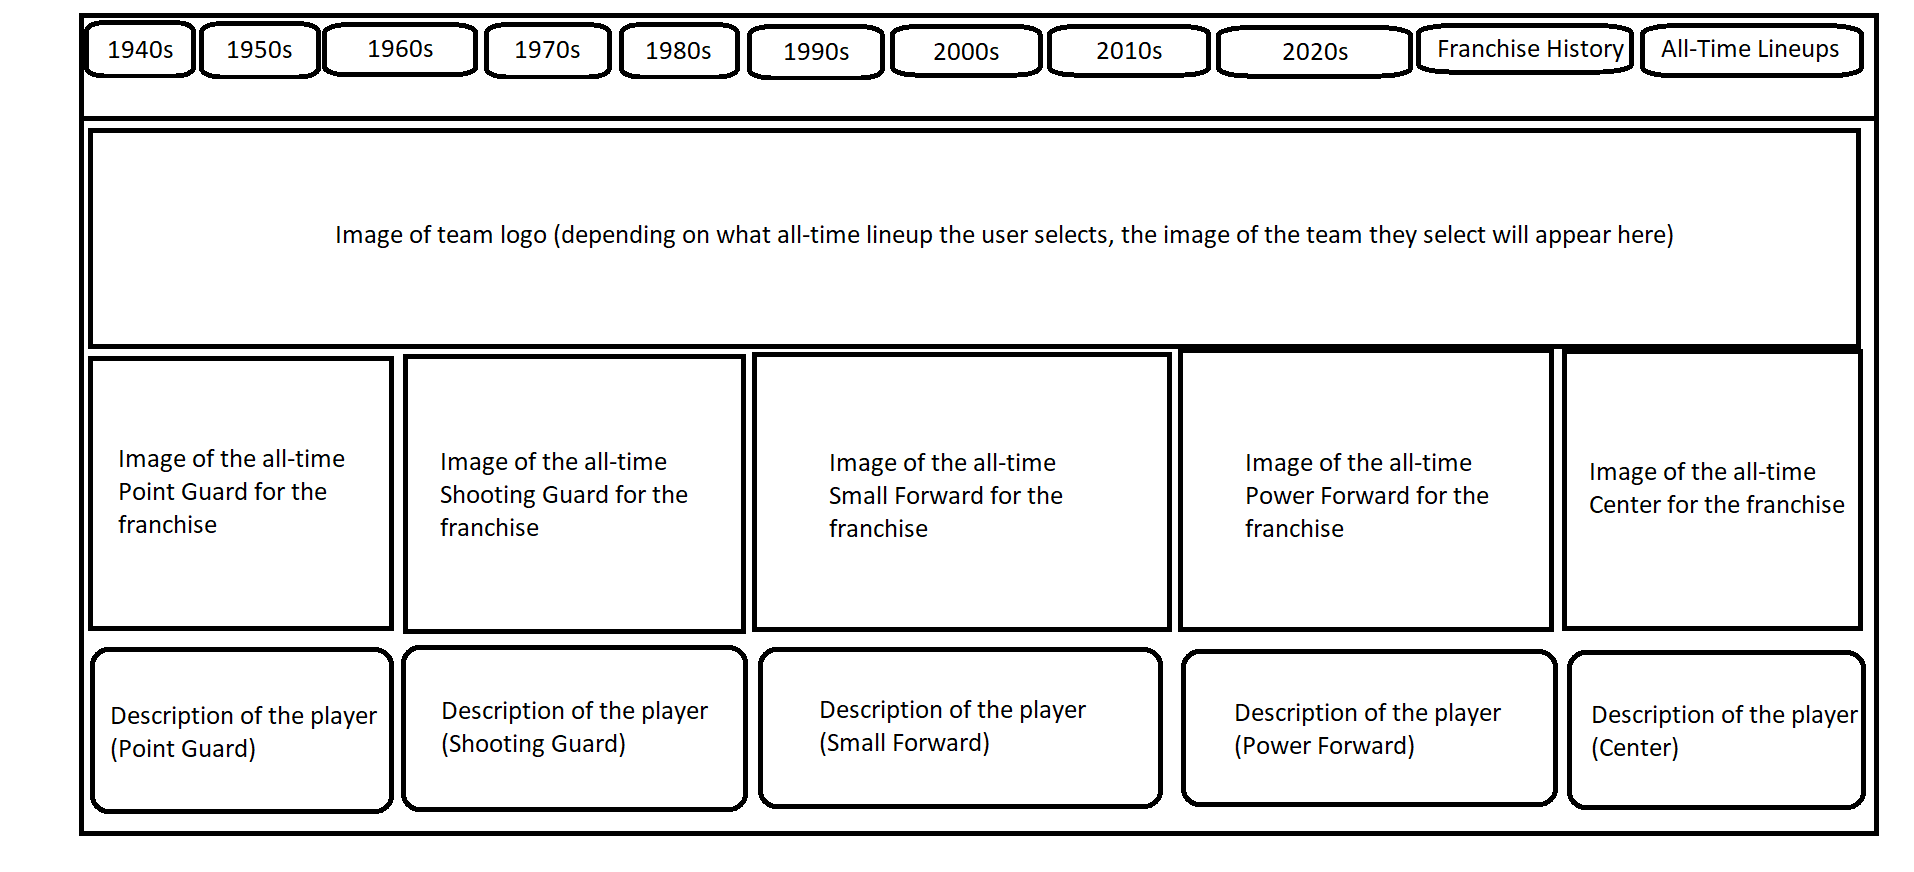 1940s
1950s
1960s
1970s
1980s
1990s
2000s
2010s
2020s
Franchise History
All-Time Lineups
Image of team logo (depending on what all-time lineup the user selects, the image of the team they select will appear here)
Image of the all-time
Point Guard for the
franchise
Image of the all-time
Shooting Guard for the
franchise
Image of the all-time
Small Forward for the
franchise
Image of the all-time
Power Forward for the
franchise
Image of the all-time
Center for the franchise
Description of the player
(Point Guard)
Description of the player
(Shooting Guard)
Description of the player
(Small Forward)
Description of the player
(Power Forward)
Description of the player
(Center)